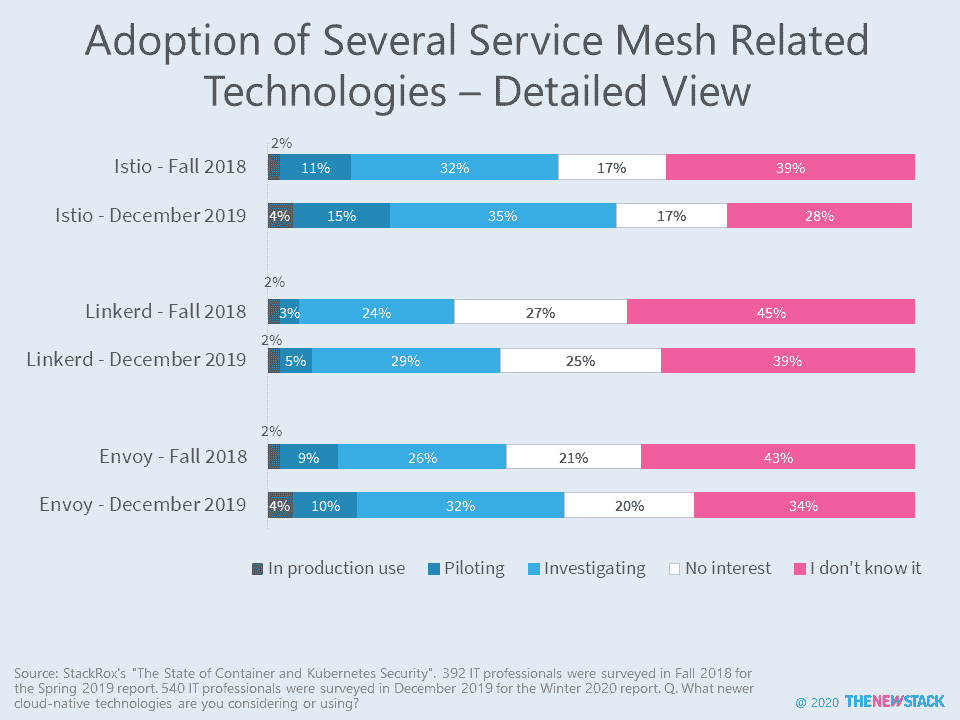 Adoption of Several Service Mesh Related
Technologies – Detailed View
2%
Istio - Fall 2018 11% 32% 17% 39%
Istio - December 2019 4% 15% 35% 17% 28%
2%
Linkerd - Fall 2018 3% 24% 27% 45%
2%
Linkerd - December 2019 5% 29% 25% 39%
2%
Envoy - Fall 2018 9% 26% 21% 43%
Envoy - December 2019 4% 10% 32% 20% 34%
In production use Piloting Investigating No interest I don't know it
Source: StackRox's "The State of Container and Kubernetes Security". 392 IT professionals were surveyed in Fall 2018 for
the Spring 2019 report. 540 IT professionals were surveyed in December 2019 for the Winter 2020 report. Q. What newer
cloud-native technologies are you considering or using?
@ 2020 THENEWSTACK